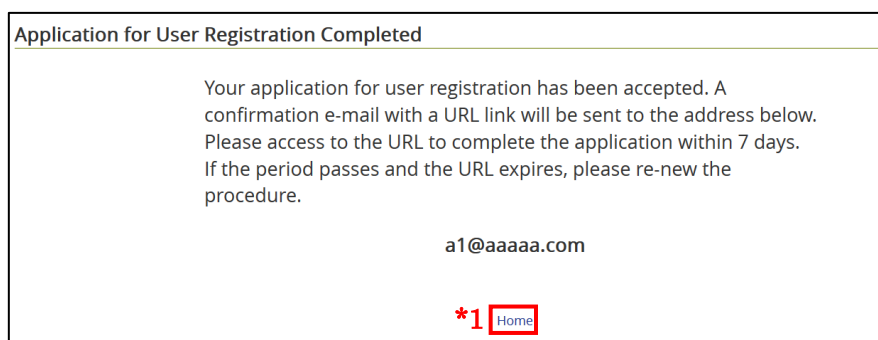 Application for User Registration Completed
Your application for user registration has been accepted. A
confirmation e-mail with a URL link will be sent to the address below.
Please access to the URL to complete the application within 7 days.
If the period passes and the URL expires, please re-new the
procedure.
a1@aaaaa.com
*1 Home